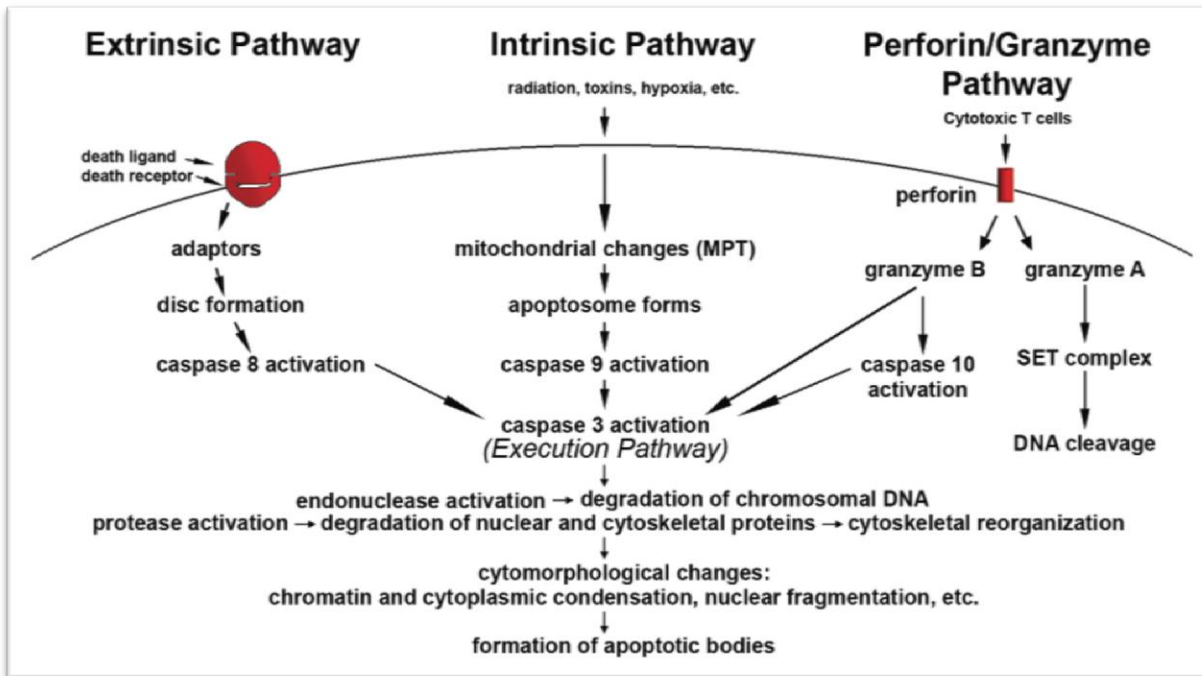 Extrinsic Pathway
Intrinsic Pathway
Perforin/Granzyme
Pathway
radiation, toxins, hypoxia, etc.
Cytotoxic T cells
death ligand
death receptor
perforin
adaptors
mitochondrial changes (MPT)
granzyme B
granzyme A
disc formation
apoptosome forms
caspase 8 activation
caspase 9 activation
caspase 10
activation
SET complex
caspase 3 activation
(Execution Pathway)
DNA cleavage
endonuclease activation → degradation of chromosomal DNA
protease activation → degradation of nuclear and cytoskeletal proteins → cytoskeletal reorganization
cytomorphological changes:
chromatin and cytoplasmic condensation, nuclear fragmentation, etc.
formation of apoptotic bodies